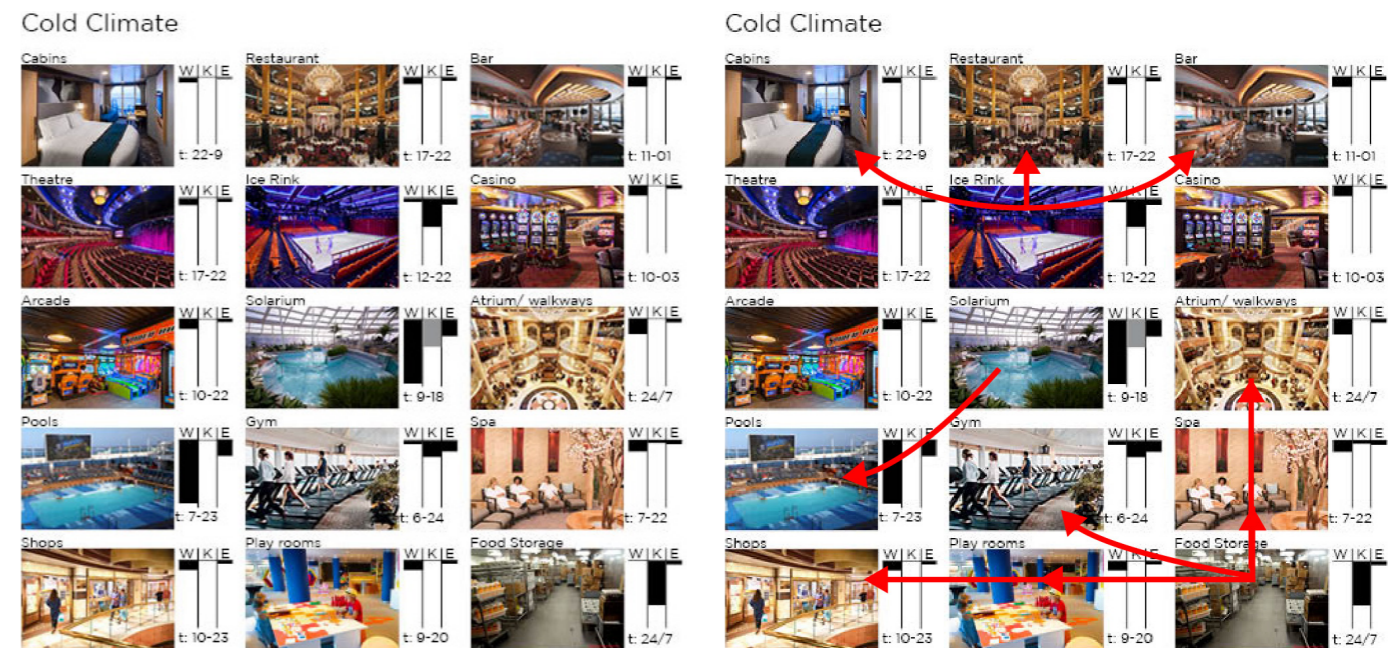 Cold Climate
Cabins Restaurant Bar
W K E W K E W K E
t: 22-9 t: 17-22 t: 11-01
Theatre Ice Rink Casino
W K E W K E W K E
t: 17-22 t: 12-22 t: 10-03
Arcade Solarium Atrium/ walkways
W K E W K E W K E
t: 10-22 t: 9-18 t: 24/7
Pools Gym Spa
W K E W K E W K E
t: 7-23 t: 6-24 t: 7-22
Shops Play rooms Food Storage
W K E W K E W K E
t: 10-23 t: 9-20 t: 24/7
Cold Climate
Cabins Restaurant Bar
W K E W K E W K E
t: 22-9 t: 17-22 t: 11-01
Theatre Ice Rink Casino
W K E W K E W K E
t: 17-22 t: 12-22 t: 10-03
Arcade Solarium Atrium/ walkways
W K E W K E W K E
t: 10-22 t: 9-18 t: 24/7
Pools Gym Spa
W K E W K E W K E
t: 7-23 t: 6-24 t: 7-22
Shops Play rooms Food Storage
W K E W K E W K E
t: 10-23 t: 9-20 t: 24/7